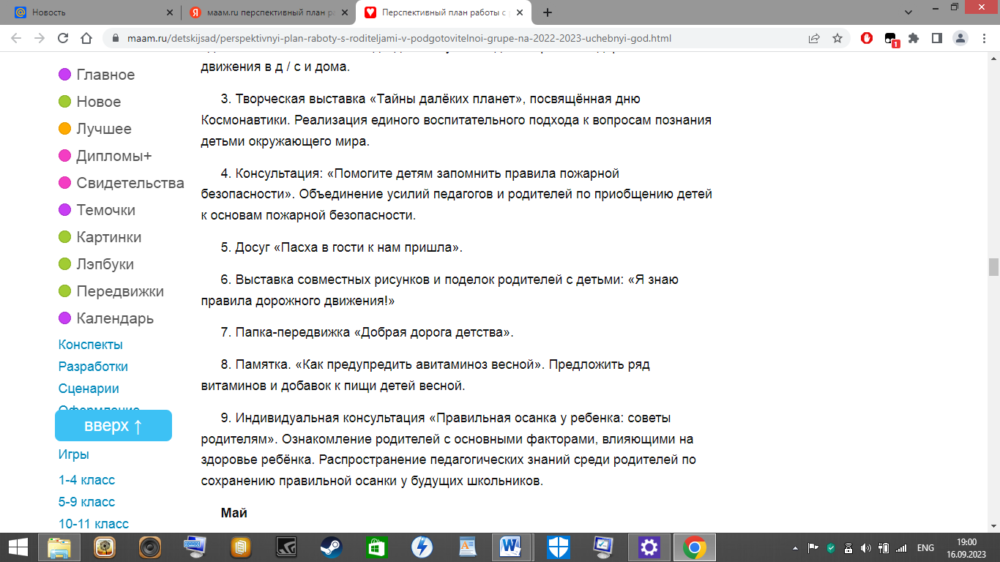 Новость
маам.ru перспективный план ра
Перспективный план работы с р
maam.ru/detskijsad/perspektivnyi-plan-raboty-s-roditeljami-v-podgotovitelnoi-grupe-na-2022-2023-uchebnyi-god.html
1
Главное
Новое
Лучшее
Дипломы+
Свидетельства
Темочки
Картинки
Лэпбуки
Передвижки
Календарь
Конспекты
Разработки
Сценарии
Оформление
вверх ↑
Игры
1-4 класс
5-9 класс
10-11 класс
движения в д / с и дома.
3. Творческая выставка «Тайны далёких планет», посвящённая дню
Космонавтики. Реализация единого воспитательного подхода к вопросам познания
детьми окружающего мира.
4. Консультация: «Помогите детям запомнить правила пожарной
безопасности». Объединение усилий педагогов и родителей по приобщению детей
к основам пожарной безопасности.
5. Досуг «Пасха в гости к нам пришла».
6. Выставка совместных рисунков и поделок родителей с детьми: «Я знаю
правила дорожного движения!»
7. Папка-передвижка «Добрая дорога детства».
8. Памятка. «Как предупредить авитаминоз весной». Предложить ряд
витаминов и добавок к пищи детей весной.
9. Индивидуальная консультация «Правильная осанка у ребенка: советы
родителям». Ознакомление родителей с основными факторами, влияющими на
здоровье ребёнка. Распространение педагогических знаний среди родителей по
сохранению правильной осанки у будущих школьников.
Май
ENG
19:00
16.09.2023